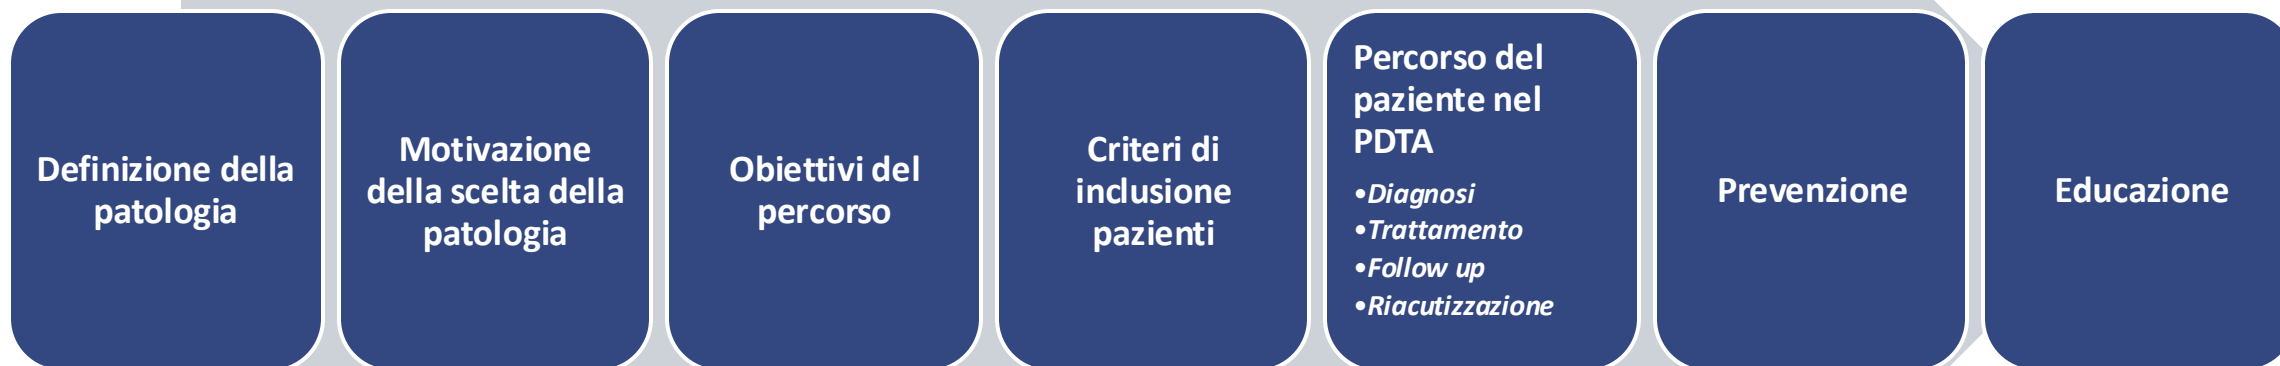 Definizione della
patologia
Motivazione
della scelta della
patologia
Obiettivi del
percorso
Criteri di
inclusione
pazienti
Percorso del
paziente nel
PDTA
•Diagnosi
•Trattamento
•Follow up
•Riacutizzazione
Prevenzione
Educazione